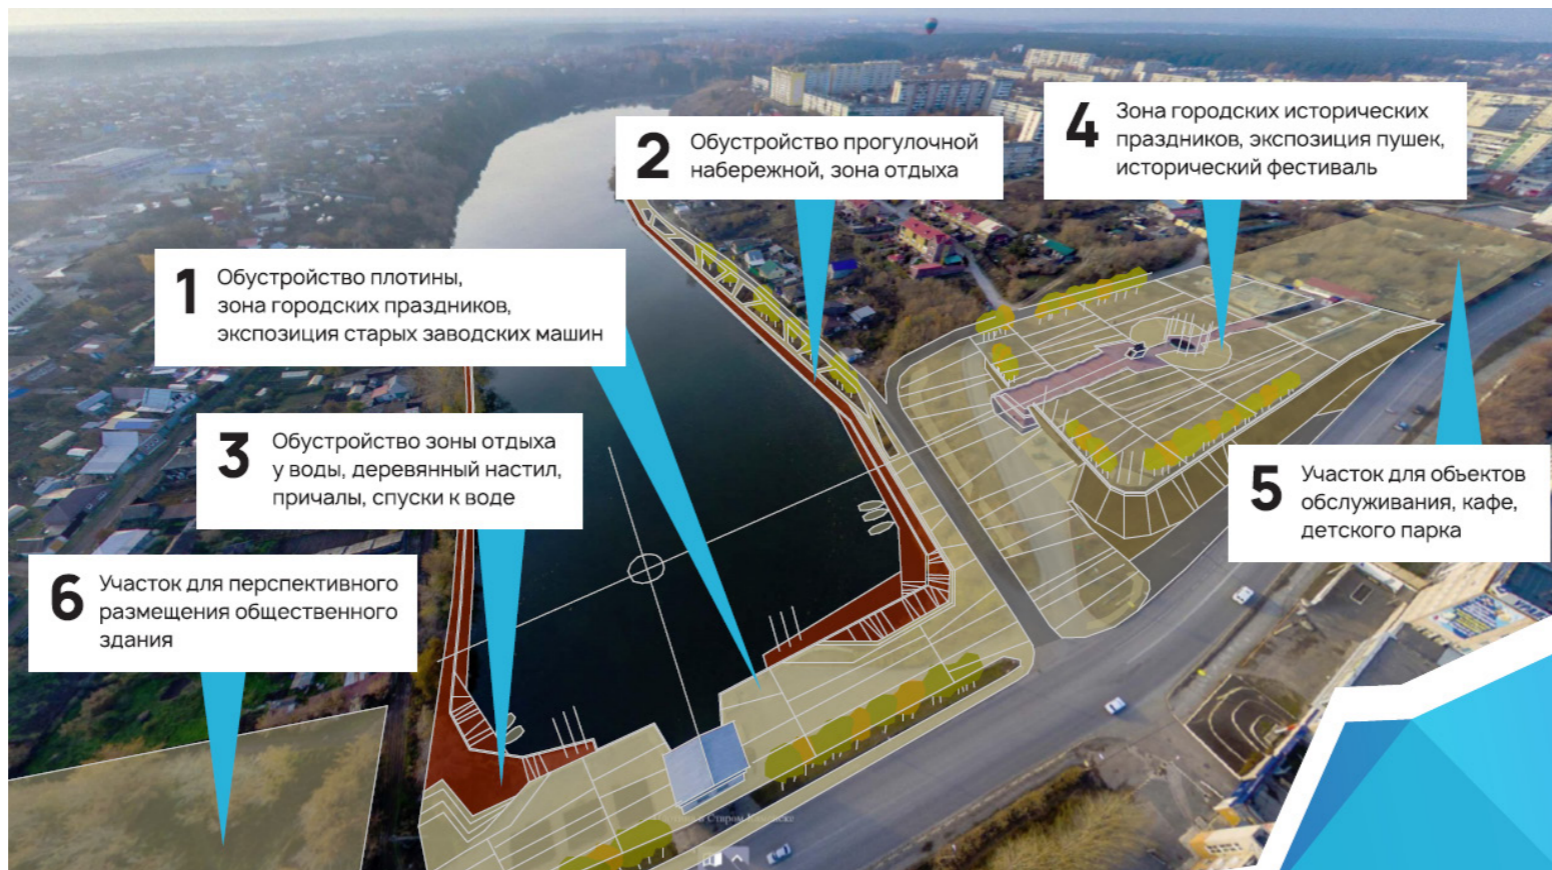 1
Обустройство плотины,
зона городских праздников,
экспозиция старых заводских машин
2
Обустройство прогулочной
набережной, зона отдыха
3
Обустройство зоны отдыха
у воды, деревянный настил,
причалы, спуски к воде
4
Зона городских исторических
праздников, экспозиция пушек,
исторический фестиваль
5
Участок для объектов
обслуживания, кафе,
детского парка
6
Участок для перспективного
размещения общественного
здания